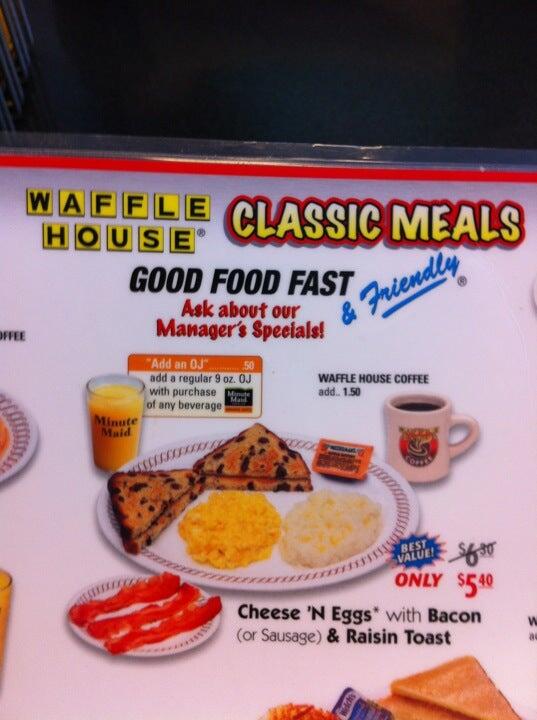 WAFFLE
HOUSE®
CLASSIC MEALS
GOOD FOOD FAST
& Friendly®
Ask about our
Manager's Specials!
OFFEE
"Add an OJ"........ .50
add a regular 9 oz. OJ
with purchase
of any beverage
Minute
Maid
WAFFLE HOUSE COFFEE
add.. 1.50
Minute
Maid
COFFEE
BEST
VALUE!
$6.30
ONLY $5.40
Cheese 'N Eggs* with Bacon
(or Sausage) & Raisin Toast
W